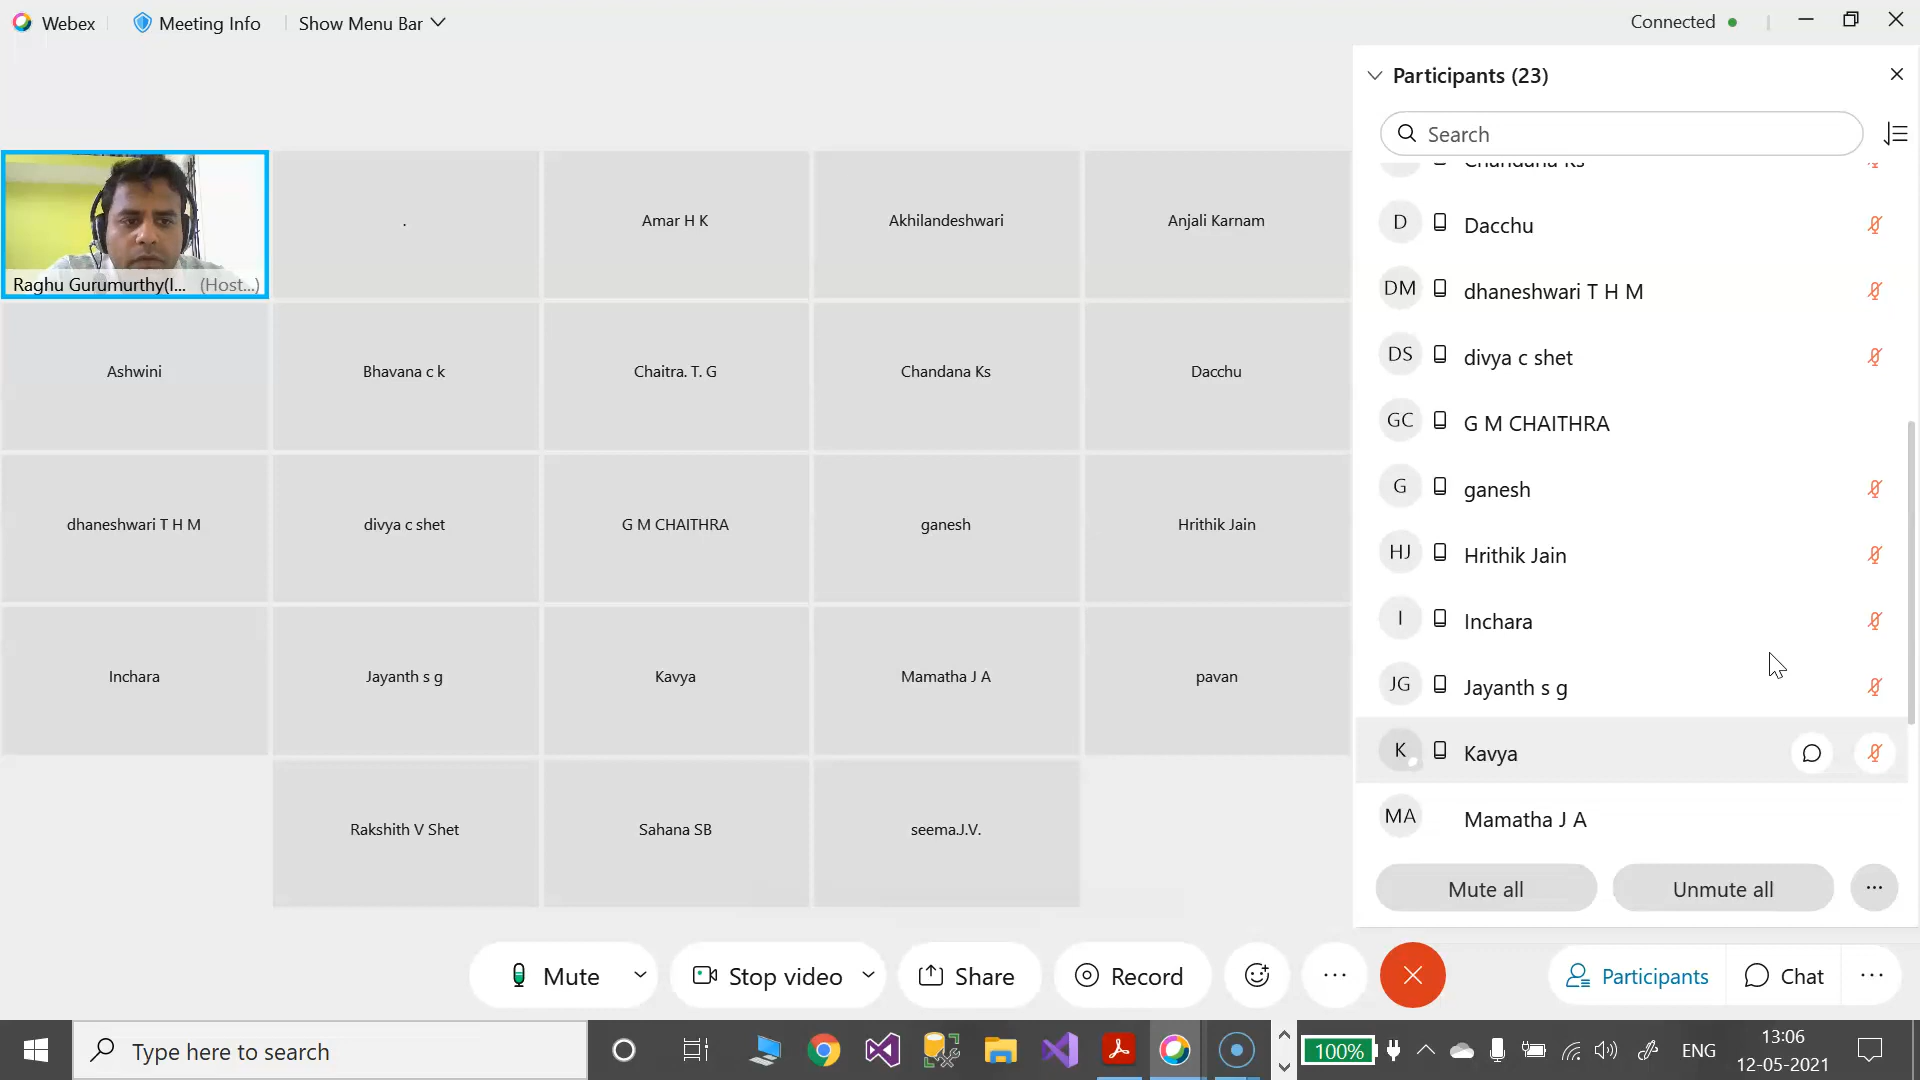 Webex
Meeting Info
Show Menu Bar
Connected
Participants (23)
Search
Chandana Ks
D Dacchu
DM dhaneshwari T H M
DS divya c shet
GC G M CHAITHRA
G ganesh
HJ Hrithik Jain
I Inchara
JG Jayanth s g
K Kavya
MA Mamatha J A
Mute all
Unmute all
Raghu Gurumurthy(I... (Host...)
.
Amar H K
Akhilandeshwari
Anjali Karnam
Ashwini
Bhavana c k
Chaitra. T. G
Chandana Ks
Dacchu
dhaneshwari T H M
divya c shet
G M CHAITHRA
ganesh
Hrithik Jain
Inchara
Jayanth s g
Kavya
Mamatha J A
pavan
Rakshith V Shet
Sahana SB
seema.J.V.
Mute
Stop video
Share
Record
Participants
Chat
Type here to search
100%
ENG
13:06
12-05-2021